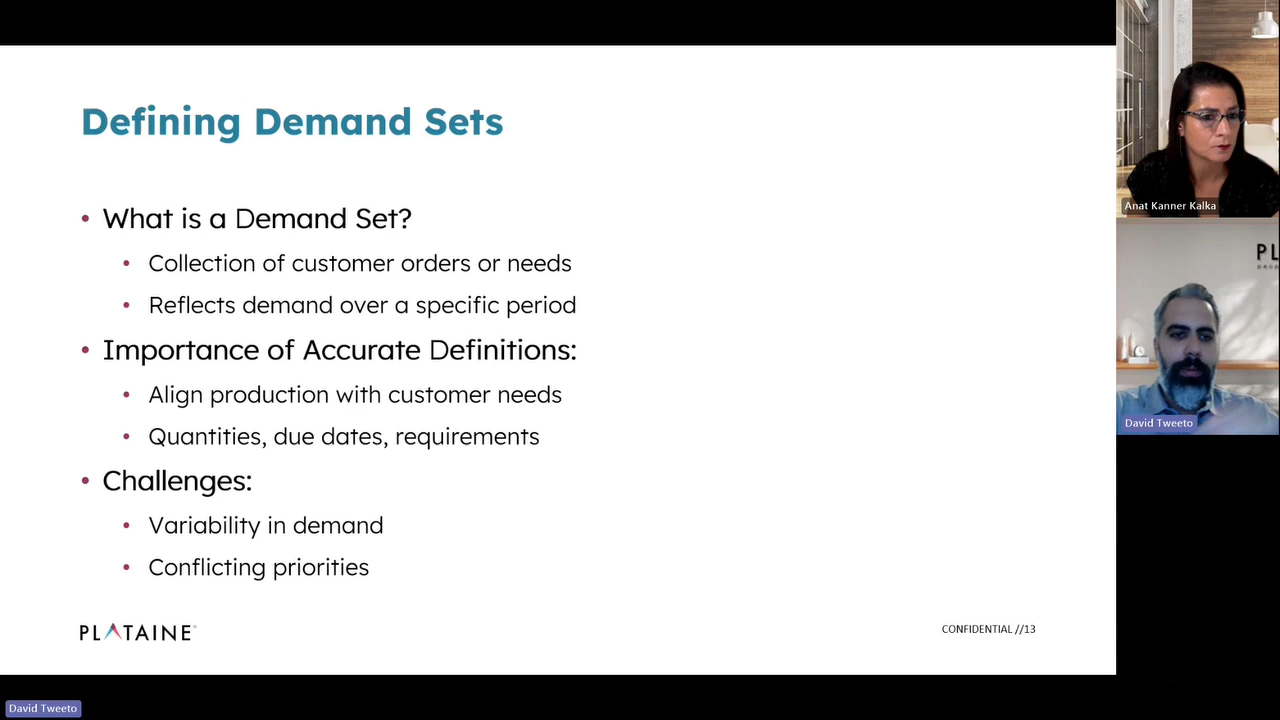 Defining Demand Sets
• What is a Demand Set?
• Collection of customer orders or needs
• Reflects demand over a specific period
• Importance of Accurate Definitions:
• Align production with customer needs
• Quantities, due dates, requirements
• Challenges:
• Variability in demand
• Conflicting priorities
PLATAINE
CONFIDENTIAL //13
Anat Kanner Kalka
PL
David Tweeto
David Tweeto